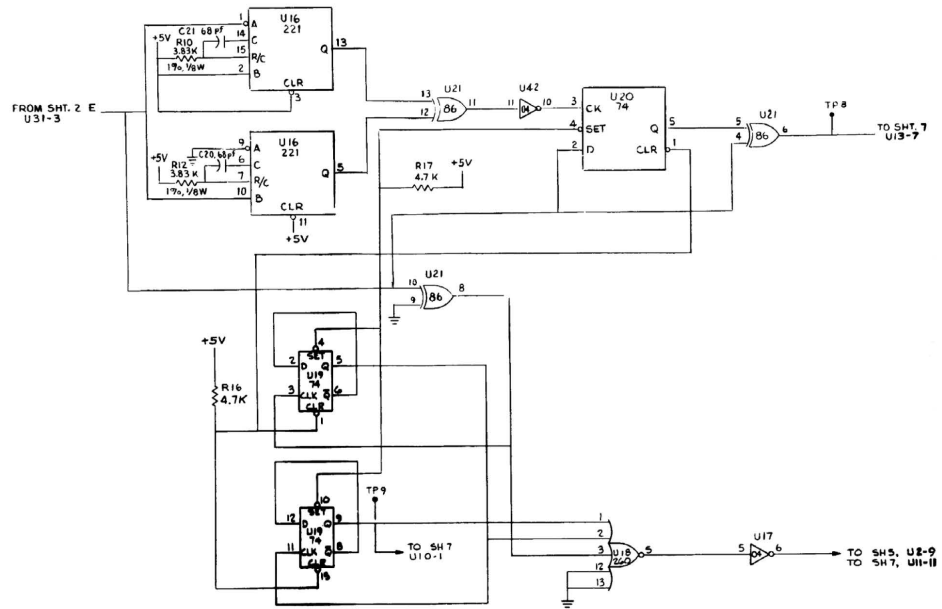 U16
221
1
A
C21 68pf
14
C
+5V
R10
3.83K
15
R/C
1%, 1/8W
2
B
Q
13
CLR
3
FROM SHT. 2 E
U31-3
U16
221
9
A
C20, 68pf
6
C
+5V
R12
3.83K
7
R/C
1%, 1/8W
10
B
Q
5
CLR
11
+5V
13
12
U21
86
11
U42
11
04
10
U20
74
3
CK
4
SET
2
D
Q
5
CLR
1
R17
4.7K
+5V
U21
5
4
86
6
TP8
TO SHT. 7
U13-7
U21
10
9
86
8
+5V
R16
4.7K
4
SET
2
D
Q
5
U19
74
3
CLK
Q
6
CLR
1
10
SET
12
D
Q
9
U19
74
11
CLK
Q
8
CLR
13
TP9
TO SH 7
U10-1
1
2
3
12
13
U18
260
5
U17
5
04
6
TO SH5, U2-9
TO SH7, U11-11